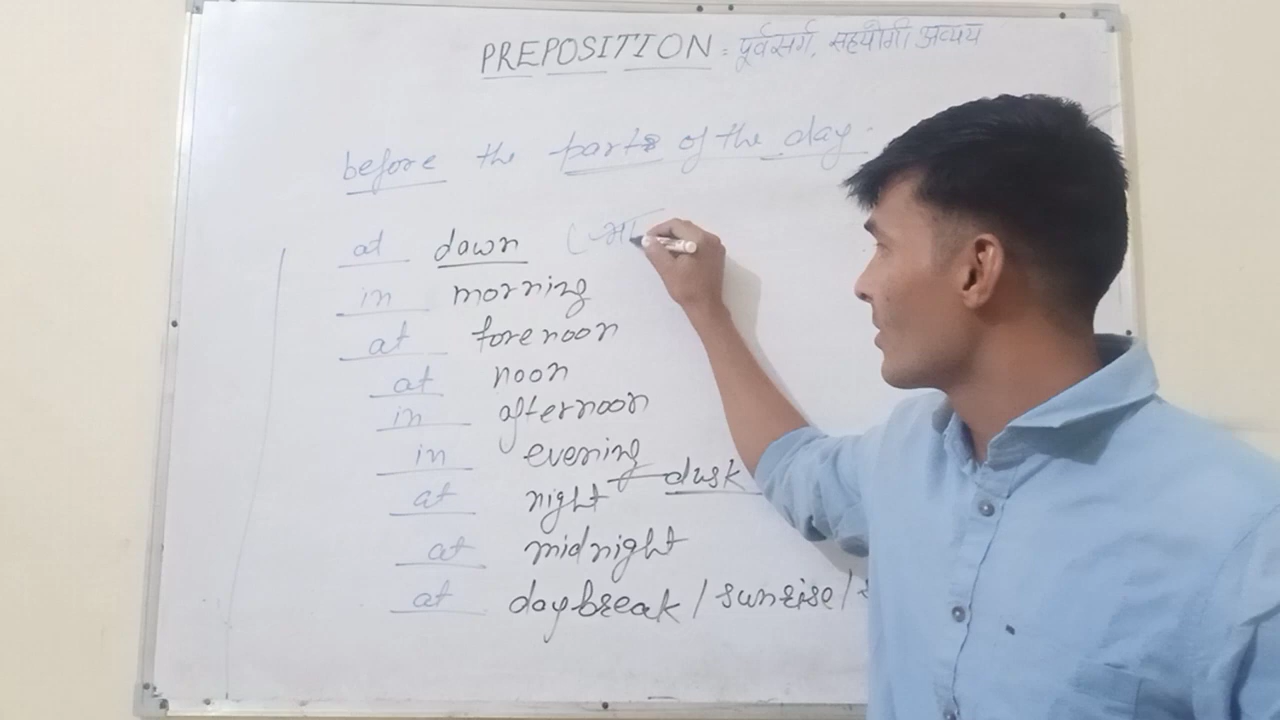 PREPOSITION : पूर्वसर्ग, सहयोगी अव्यय
before the parts of the day.
at dawn (
in morning
at forenoon
at noon
in afternoon
in evening
dusk
at night
at midnight
at daybreak / sunrise /